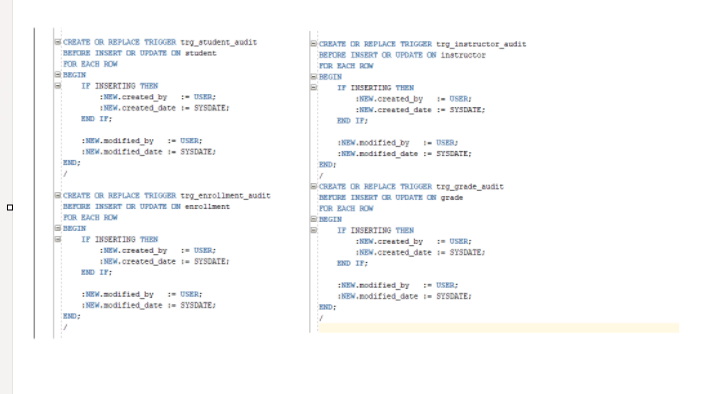 CREATE OR REPLACE TRIGGER trg_student_audit
BEFORE INSERT OR UPDATE ON student
FOR EACH ROW
BEGIN
    IF INSERTING THEN
        :NEW.created_by   := USER;
        :NEW.created_date := SYSDATE;
    END IF;

    :NEW.modified_by   := USER;
    :NEW.modified_date := SYSDATE;
END;
/

CREATE OR REPLACE TRIGGER trg_enrollment_audit
BEFORE INSERT OR UPDATE ON enrollment
FOR EACH ROW
BEGIN
    IF INSERTING THEN
        :NEW.created_by   := USER;
        :NEW.created_date := SYSDATE;
    END IF;

    :NEW.modified_by   := USER;
    :NEW.modified_date := SYSDATE;
END;
/

CREATE OR REPLACE TRIGGER trg_instructor_audit
BEFORE INSERT OR UPDATE ON instructor
FOR EACH ROW
BEGIN
    IF INSERTING THEN
        :NEW.created_by   := USER;
        :NEW.created_date := SYSDATE;
    END IF;

    :NEW.modified_by   := USER;
    :NEW.modified_date := SYSDATE;
END;
/
CREATE OR REPLACE TRIGGER trg_grade_audit
BEFORE INSERT OR UPDATE ON grade
FOR EACH ROW
BEGIN
    IF INSERTING THEN
        :NEW.created_by   := USER;
        :NEW.created_date := SYSDATE;
    END IF;

    :NEW.modified_by   := USER;
    :NEW.modified_date := SYSDATE;
END;
/